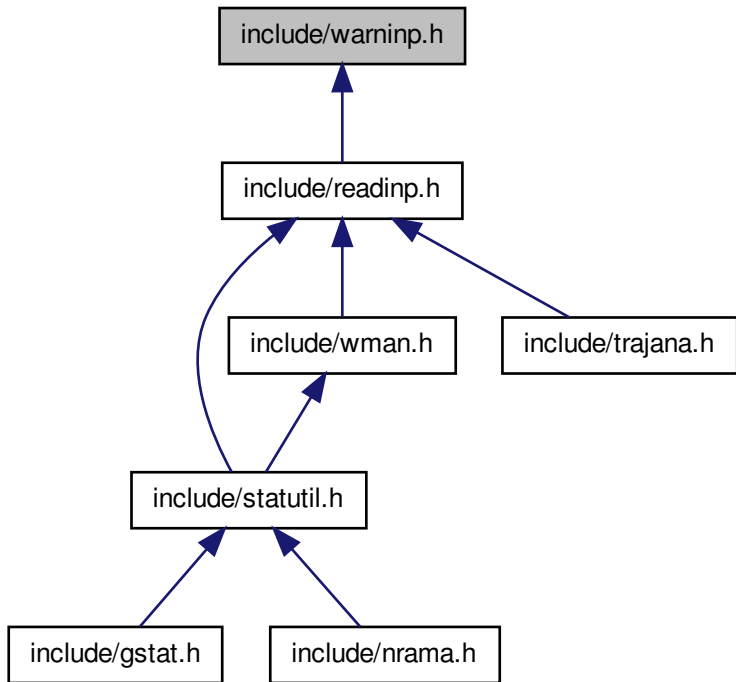 include/warninp.h
include/readinp.h
include/wman.h
include/trajana.h
include/statutil.h
include/gstat.h
include/nrama.h